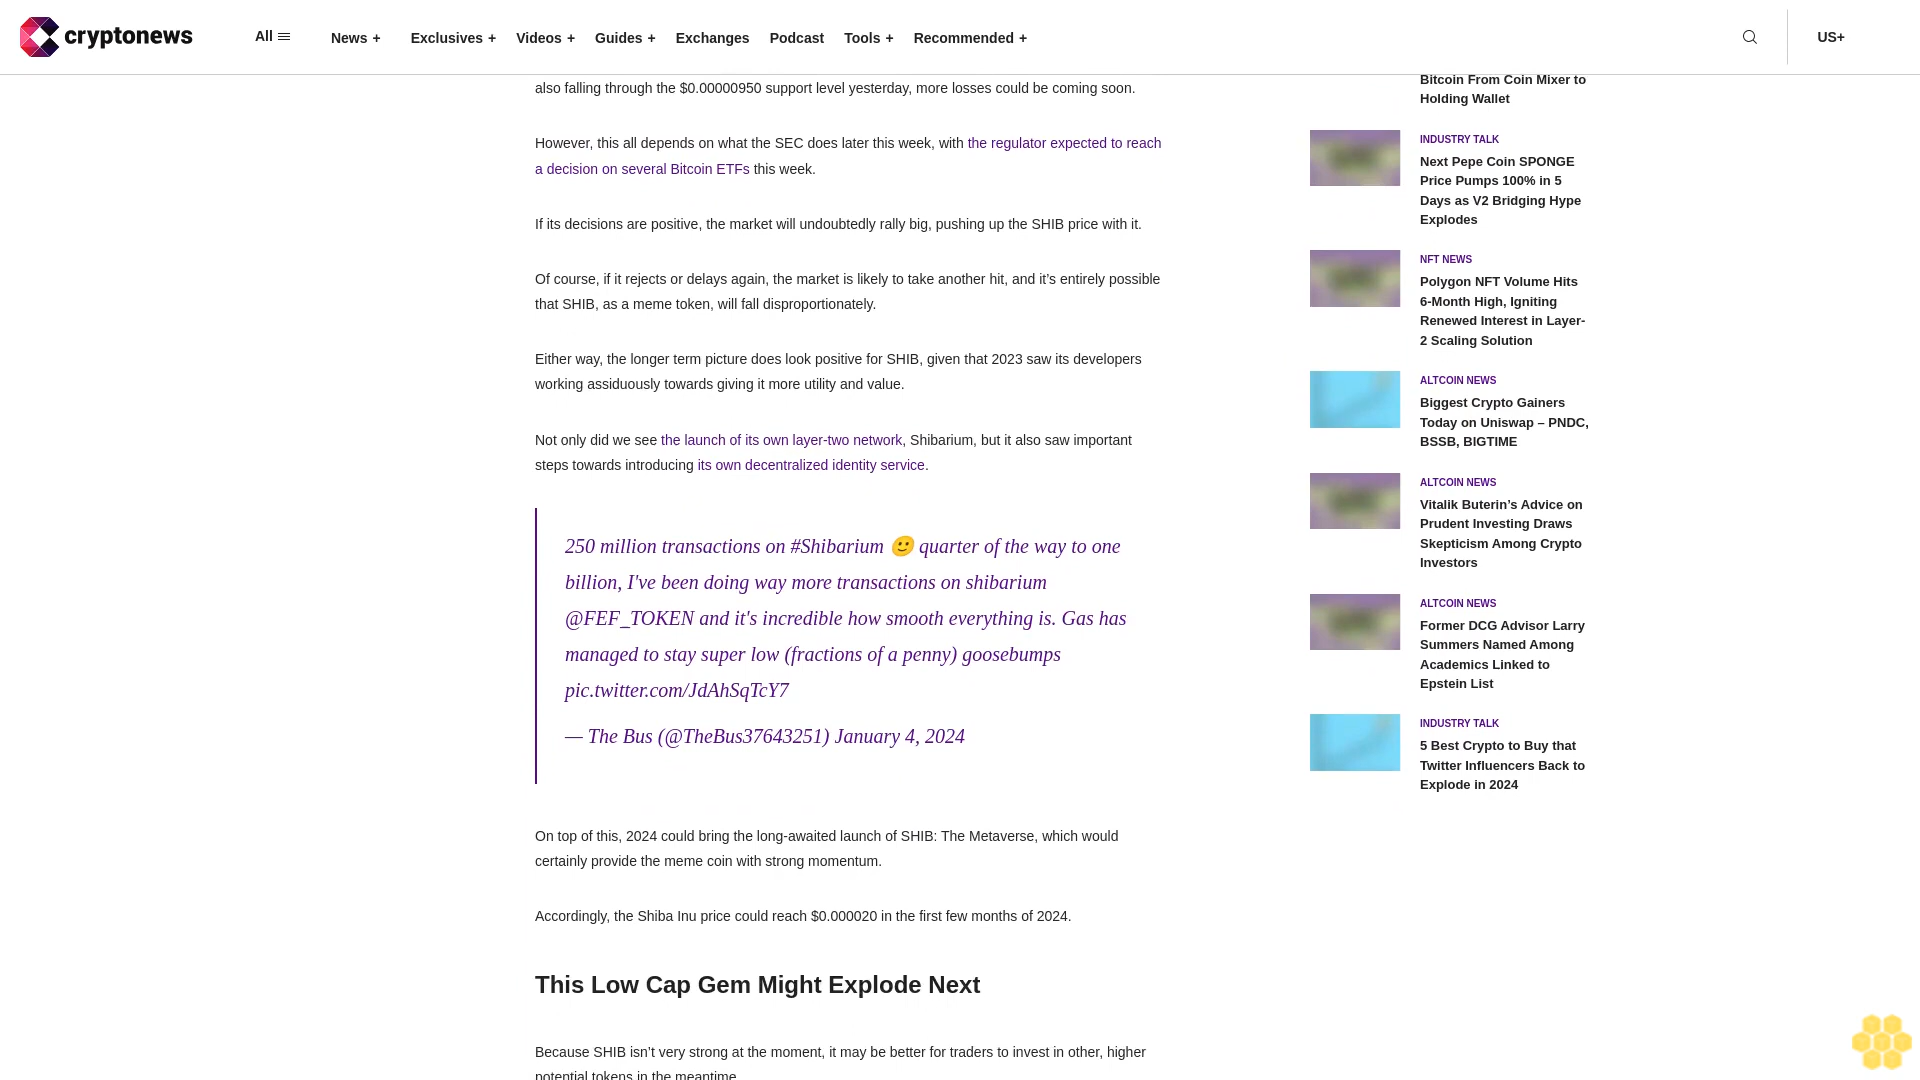 cryptonews
All
News +
Exclusives +
Videos +
Guides +
Exchanges
Podcast
Tools +
Recommended +
US+
also falling through the $0.00000950 support level yesterday, more losses could be coming soon.
However, this all depends on what the SEC does later this week, with the regulator expected to reach
a decision on several Bitcoin ETFs this week.
If its decisions are positive, the market will undoubtedly rally big, pushing up the SHIB price with it.
Of course, if it rejects or delays again, the market is likely to take another hit, and it’s entirely possible
that SHIB, as a meme token, will fall disproportionately.
Either way, the longer term picture does look positive for SHIB, given that 2023 saw its developers
working assiduously towards giving it more utility and value.
Not only did we see the launch of its own layer-two network, Shibarium, but it also saw important
steps towards introducing its own decentralized identity service.
250 million transactions on #Shibarium 🙂 quarter of the way to one
billion, I've been doing way more transactions on shibarium
@FEF_TOKEN and it's incredible how smooth everything is. Gas has
managed to stay super low (fractions of a penny) goosebumps
pic.twitter.com/JdAhSqTcY7
— The Bus (@TheBus37643251) January 4, 2024
On top of this, 2024 could bring the long-awaited launch of SHIB: The Metaverse, which would
certainly provide the meme coin with strong momentum.
Accordingly, the Shiba Inu price could reach $0.000020 in the first few months of 2024.
This Low Cap Gem Might Explode Next
Because SHIB isn’t very strong at the moment, it may be better for traders to invest in other, higher
potential tokens in the meantime.
Bitcoin From Coin Mixer to
Holding Wallet
INDUSTRY TALK
Next Pepe Coin SPONGE
Price Pumps 100% in 5
Days as V2 Bridging Hype
Explodes
NFT NEWS
Polygon NFT Volume Hits
6-Month High, Igniting
Renewed Interest in Layer-
2 Scaling Solution
ALTCOIN NEWS
Biggest Crypto Gainers
Today on Uniswap – PNDC,
BSSB, BIGTIME
ALTCOIN NEWS
Vitalik Buterin’s Advice on
Prudent Investing Draws
Skepticism Among Crypto
Investors
ALTCOIN NEWS
Former DCG Advisor Larry
Summers Named Among
Academics Linked to
Epstein List
INDUSTRY TALK
5 Best Crypto to Buy that
Twitter Influencers Back to
Explode in 2024